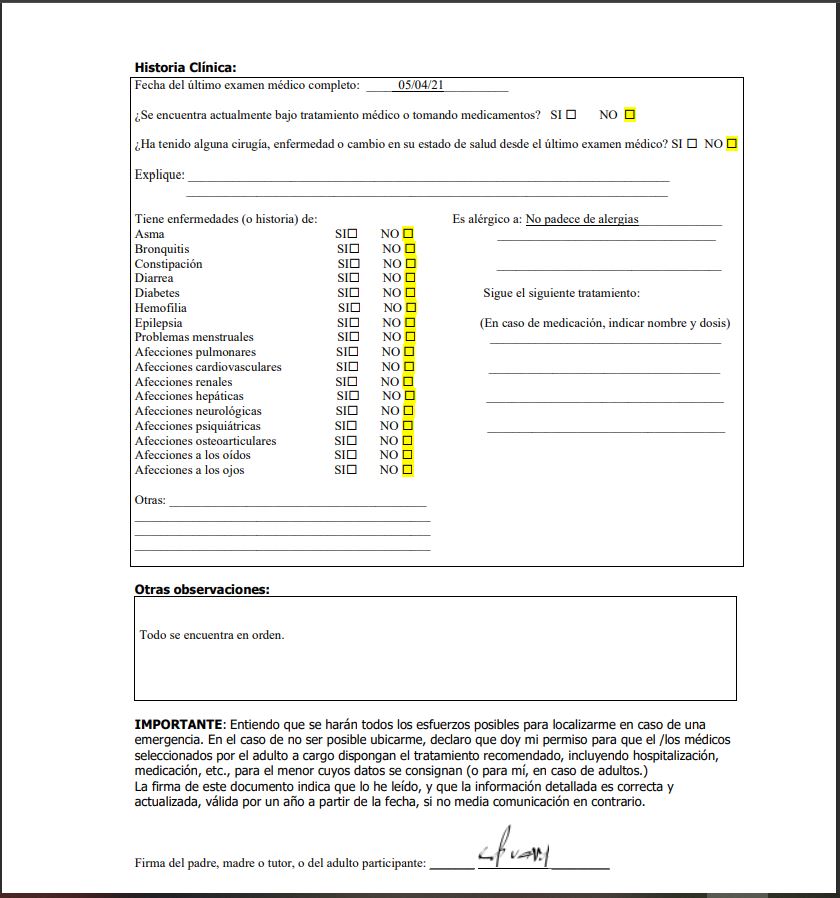 Historia Clínica:
Fecha del último examen médico completo: ____05/04/21__________
¿Se encuentra actualmente bajo tratamiento médico o tomando medicamentos? SI ☐ NO ☐
¿Ha tenido alguna cirugía, enfermedad o cambio en su estado de salud desde el último examen médico? SI ☐ NO ☐
Explique:
Tiene enfermedades (o historia) de: Es alérgico a: No padece de alergias
Asma SI☐ NO ☐
Bronquitis SI☐ NO ☐
Constipación SI☐ NO ☐
Diarrea SI☐ NO ☐
Diabetes SI☐ NO ☐ Sigue el siguiente tratamiento:
Hemofilia SI☐ NO ☐
Epilepsia SI☐ NO ☐ (En caso de medicación, indicar nombre y dosis)
Problemas menstruales SI☐ NO ☐
Afecciones pulmonares SI☐ NO ☐
Afecciones cardiovasculares SI☐ NO ☐
Afecciones renales SI☐ NO ☐
Afecciones hepáticas SI☐ NO ☐
Afecciones neurológicas SI☐ NO ☐
Afecciones psiquiátricas SI☐ NO ☐
Afecciones osteoarticulares SI☐ NO ☐
Afecciones a los oídos SI☐ NO ☐
Afecciones a los ojos SI☐ NO ☐
Otras:
Otras observaciones:
Todo se encuentra en orden.
IMPORTANTE: Entiendo que se harán todos los esfuerzos posibles para localizarme en caso de una
emergencia. En el caso de no ser posible ubicarme, declaro que doy mi permiso para que el /los médicos
seleccionados por el adulto a cargo dispongan el tratamiento recomendado, incluyendo hospitalización,
medicación, etc., para el menor cuyos datos se consignan (o para mí, en caso de adultos.)
La firma de este documento indica que lo he leído, y que la información detallada es correcta y
actualizada, válida por un año a partir de la fecha, si no media comunicación en contrario.
Firma del padre, madre o tutor, o del adulto participante: